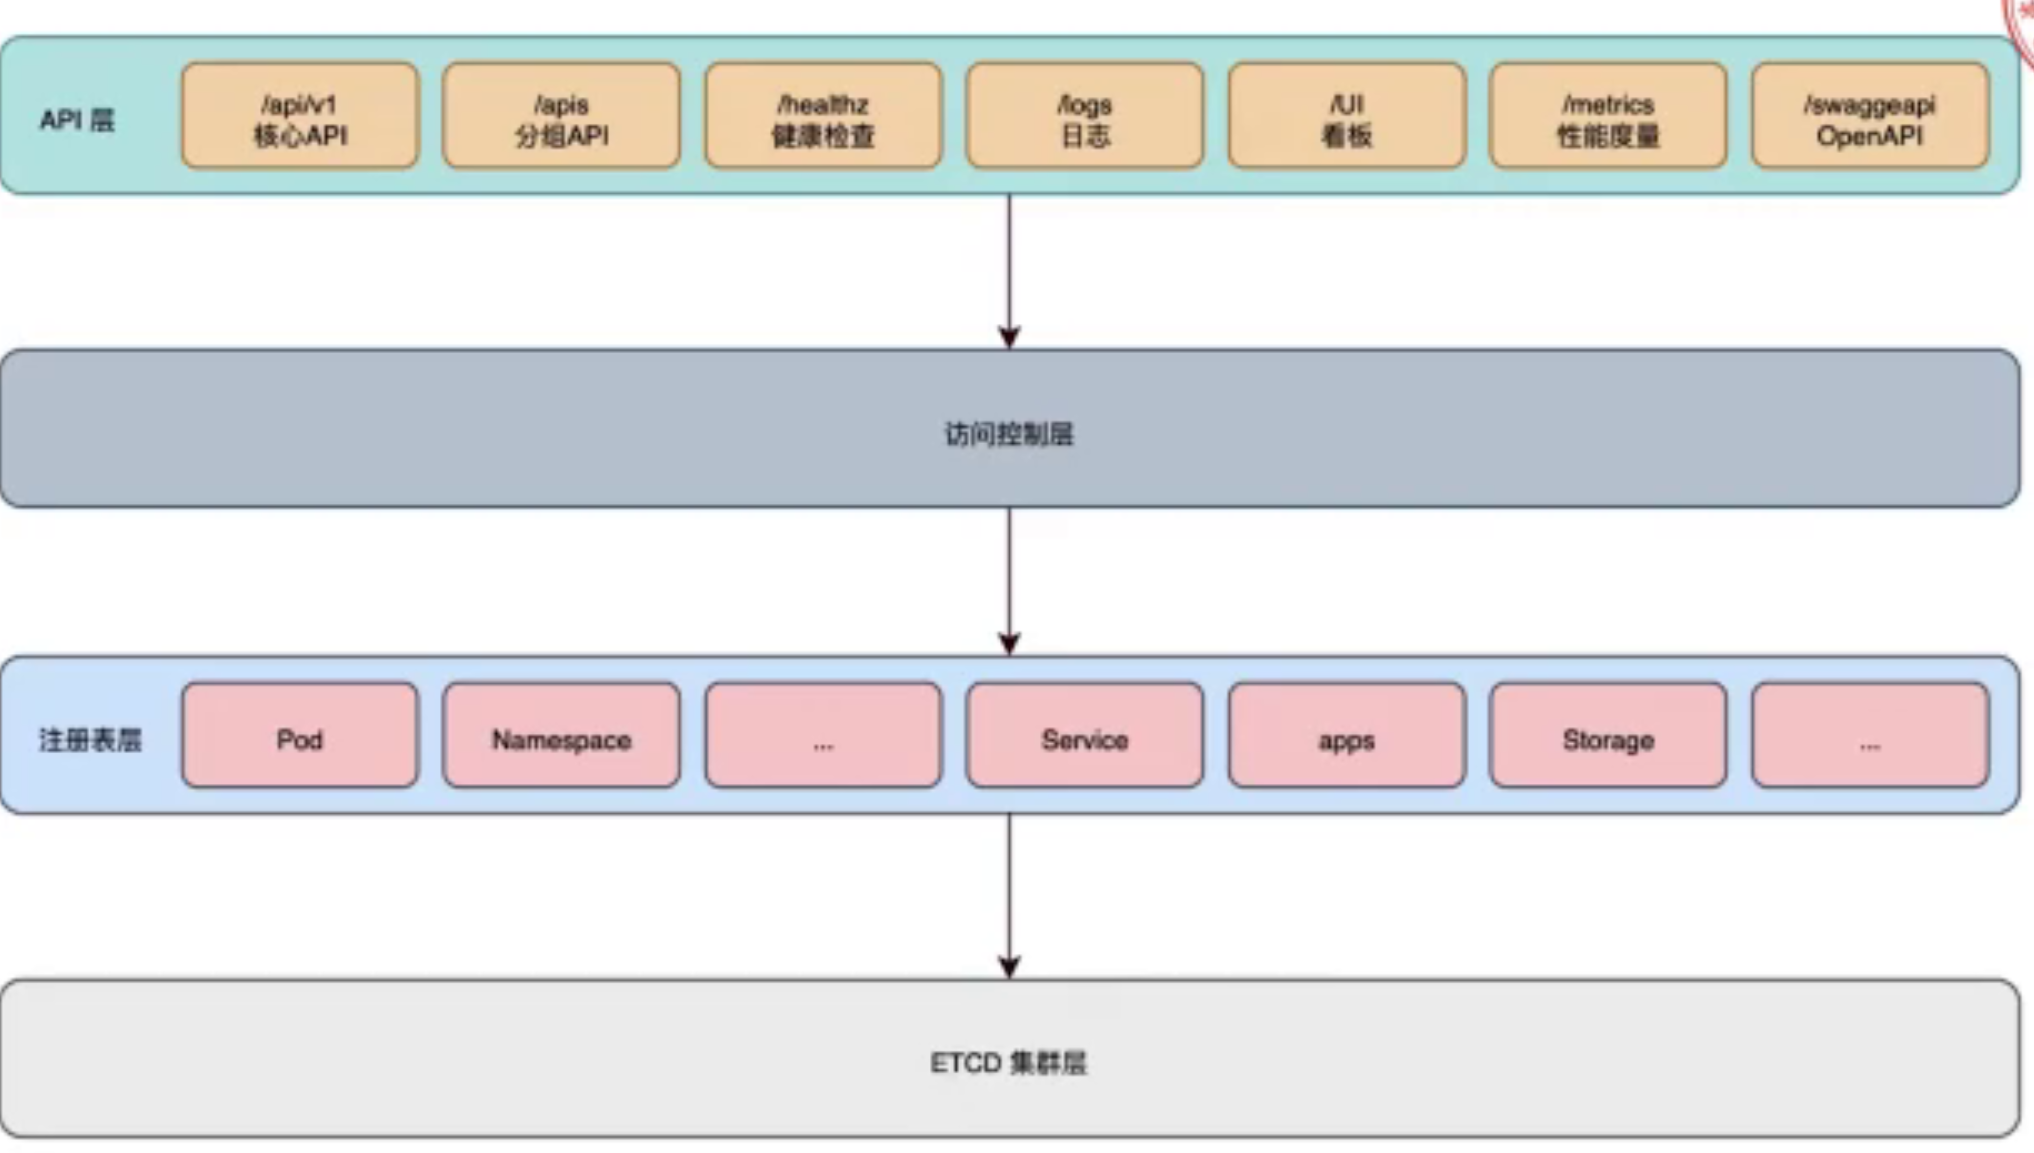 API 层
/api/v1
核心API
/apis
分组API
/healthz
健康检查
/logs
日志
/UI
看板
/metrics
性能度量
/swaggeapi
OpenAPI
访问控制层
注册表层
Pod
Namespace
...
Service
apps
Storage
...
ETCD 集群层